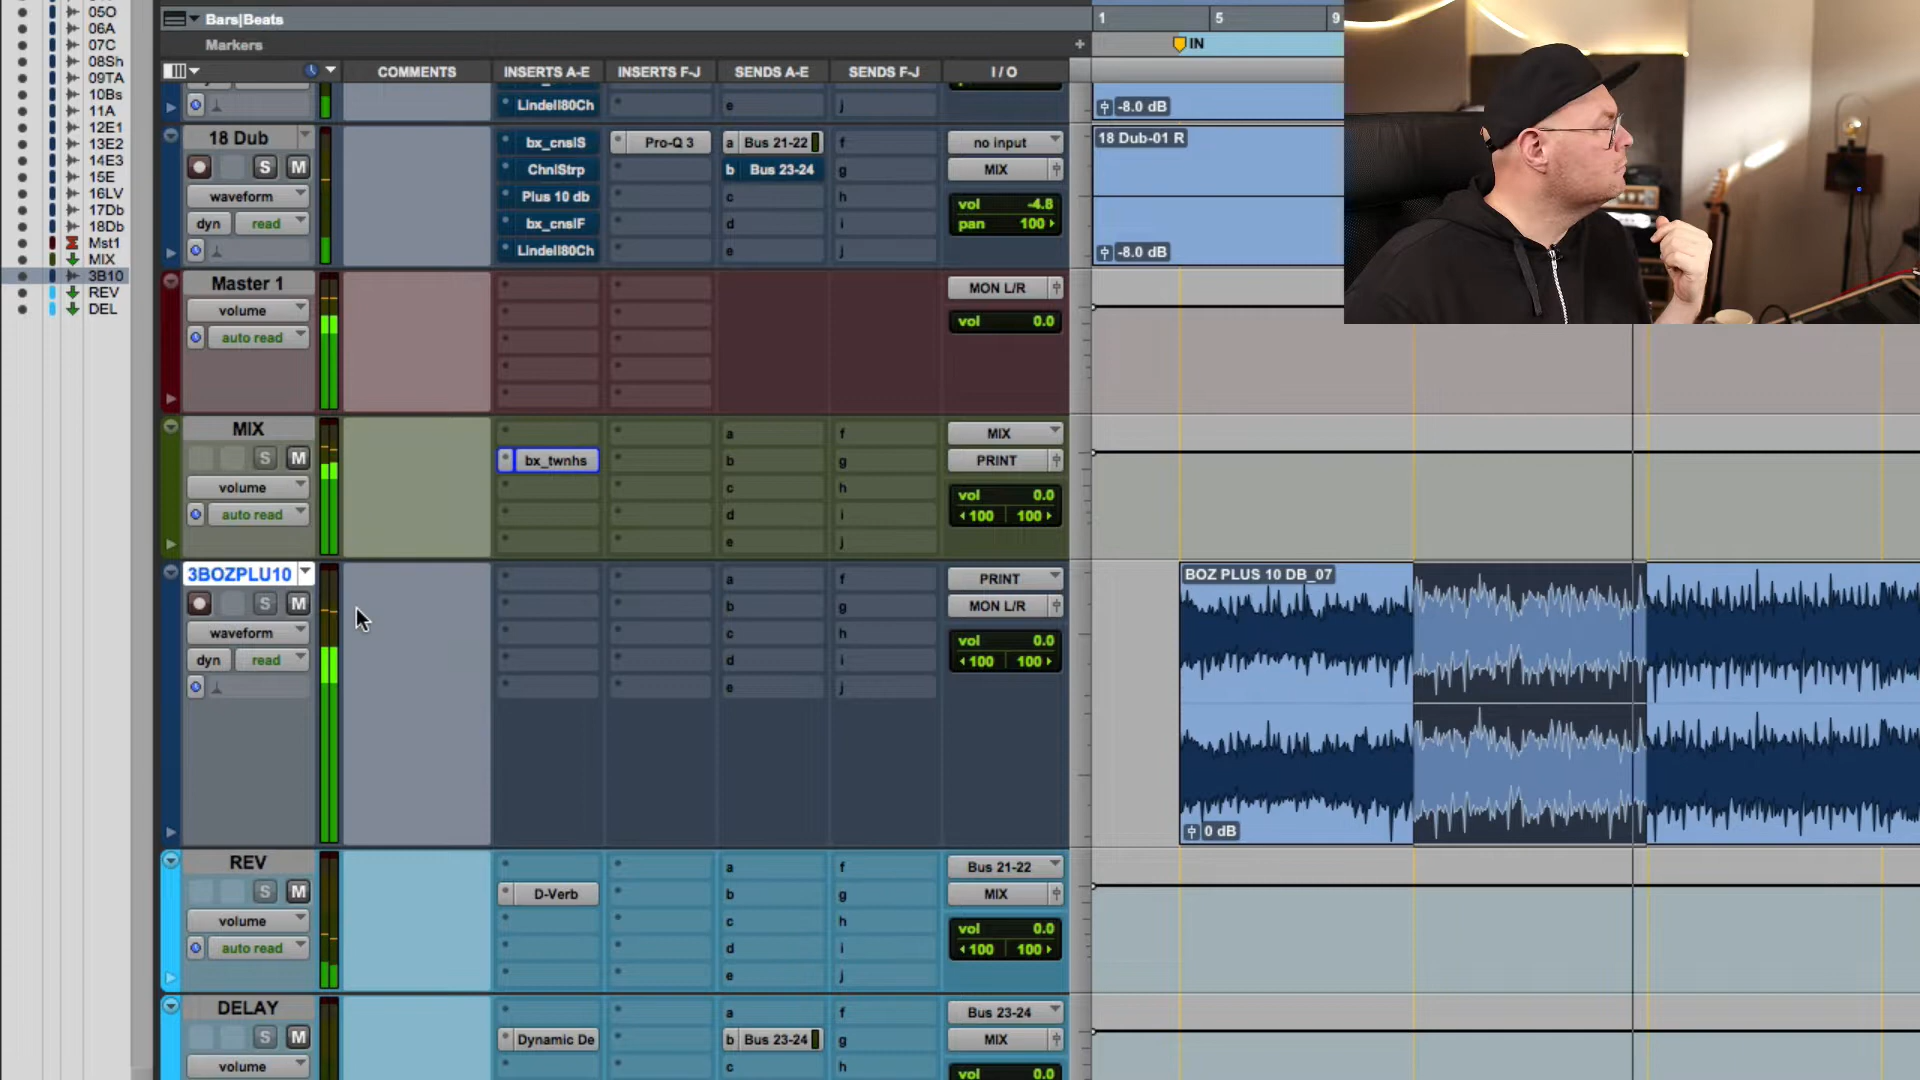 05O
06A
07C
08Sh
09TA
10Bs
11A
12E1
13E2
14E3
15E
16LV
17Db
18Db
Mst1
MIX
3B10
REV
DEL
Bars|Beats
1 5 9
Markers
IN
COMMENTS INSERTS A-E INSERTS F-J SENDS A-E SENDS F-J I / O
Lindell80Ch e j
-8.0 dB
18 Dub
bx_cnslS Pro-Q 3 a Bus 21-22 f no input
18 Dub-01 R
S M ChnlStrp b Bus 23-24 g MIX
waveform Plus 10 db c h vol -4.8
dyn read bx_cnslF d i pan 100
Lindell80Ch e j
-8.0 dB
Master 1 MON L/R
volume vol 0.0
auto read
MIX a f MIX
S M bx_twnhs b g PRINT
volume c h vol 0.0
auto read d i 100 100
e j
3BOZPLU10 a f PRINT
BOZ PLUS 10 DB_07
S M b g MON L/R
waveform c h vol 0.0
dyn read d i 100 100
e j
0 dB
REV a f Bus 21-22
S M D-Verb b g MIX
volume c h vol 0.0
auto read d i 100 100
e j
DELAY a f Bus 23-24
S M Dynamic De b Bus 23-24 g MIX
volume c h vol 0.0